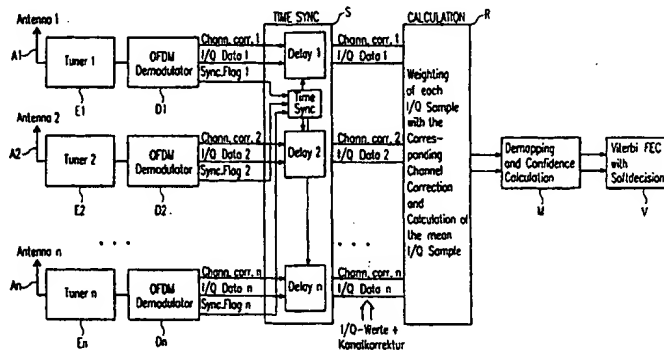 TIME SYNC
S
CALCULATION
R
Antenna 1
A1
Tuner 1
E1
OFDM
Demodulator
D1
Chann. corr. 1
I/Q Data 1
Sync. Flag 1
Delay 1
Chann. corr. 1
I/Q Data 1
Time
Sync
Antenna 2
A2
Tuner 2
E2
OFDM
Demodulator
D2
Chann. corr. 2
I/Q Data 2
Sync. Flag 2
Delay 2
Chann. corr. 2
I/Q Data 2
Antenna n
An
Tuner n
En
OFDM
Demodulator
Dn
Chann. corr. n
I/Q Data n
Sync. Flag n
Delay n
Chann. corr. n
I/Q Data n
I/Q-Werte +
Kanalkorrektur
Weighting
of each
I/Q Sample
with the
Corres-
ponding
Channel
Correction
and
Calculation of
the mean
I/Q Sample
Demapping
and Confidence
Calculation
M
Viterbi FEC
with
Softdecision
V